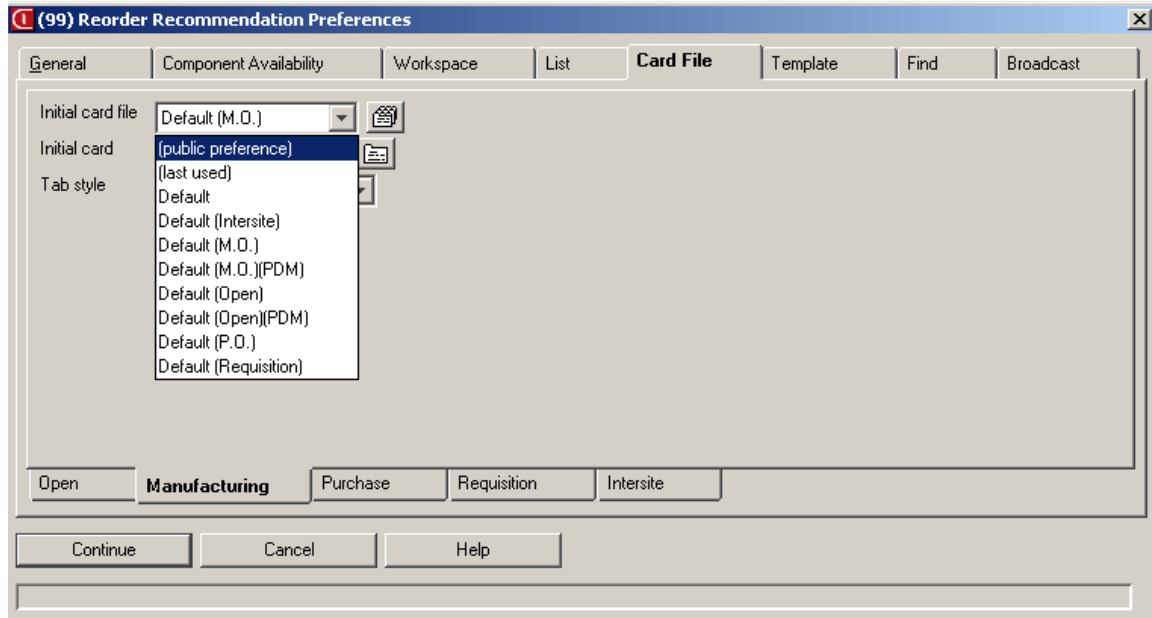 (99) Reorder Recommendation Preferences
General Component Availability Workspace List Card File Template Find Broadcast
Initial card file Default (M.O.)
Initial card
Tab style
(public preference)
(last used)
Default
Default (Intersite)
Default (M.O.)
Default (M.O.)(PDM)
Default (Open)
Default (Open)(PDM)
Default (P.O.)
Default (Requisition)
Open Manufacturing Purchase Requisition Intersite
Continue Cancel Help